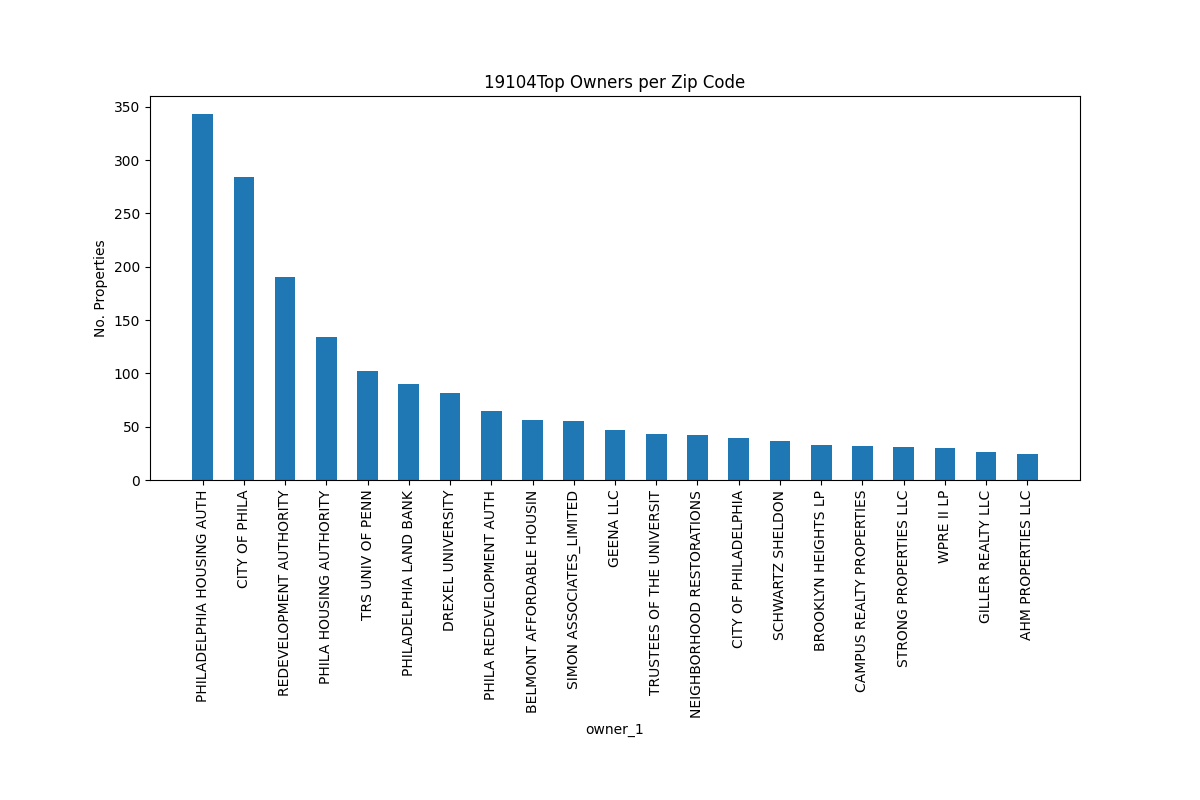 19104Top Owners per Zip Code
No. Properties
350
300
250
200
150
100
50
0
PHILADELPHIA HOUSING AUTH
CITY OF PHILA
REDEVELOPMENT AUTHORITY
PHILA HOUSING AUTHORITY
TRS UNIV OF PENN
PHILADELPHIA LAND BANK
DREXEL UNIVERSITY
PHILA REDEVELOPMENT AUTH
BELMONT AFFORDABLE HOUSIN
SIMON ASSOCIATES_LIMITED
GEENA LLC
TRUSTEES OF THE UNIVERSIT
NEIGHBORHOOD RESTORATIONS
CITY OF PHILADELPHIA
SCHWARTZ SHELDON
BROOKLYN HEIGHTS LP
CAMPUS REALTY PROPERTIES
STRONG PROPERTIES LLC
WPRE II LP
GILLER REALTY LLC
AHM PROPERTIES LLC
owner_1